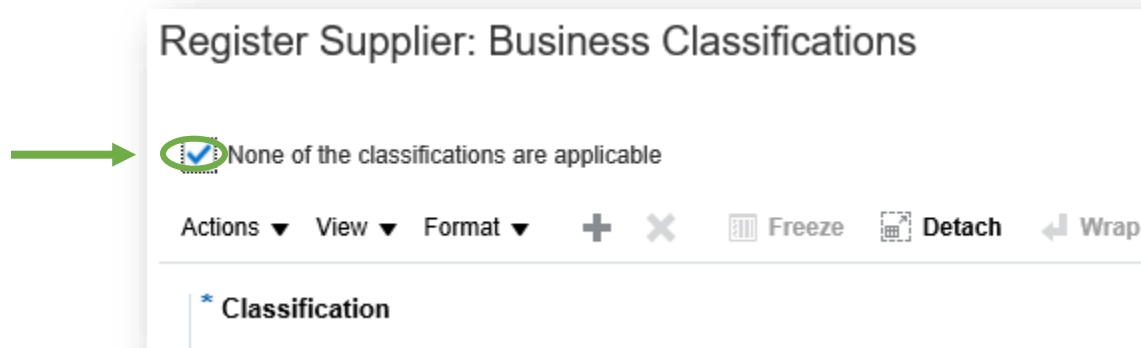 Register Supplier: Business Classifications
None of the classifications are applicable
Actions View Format Freeze Detach Wrap
* Classification